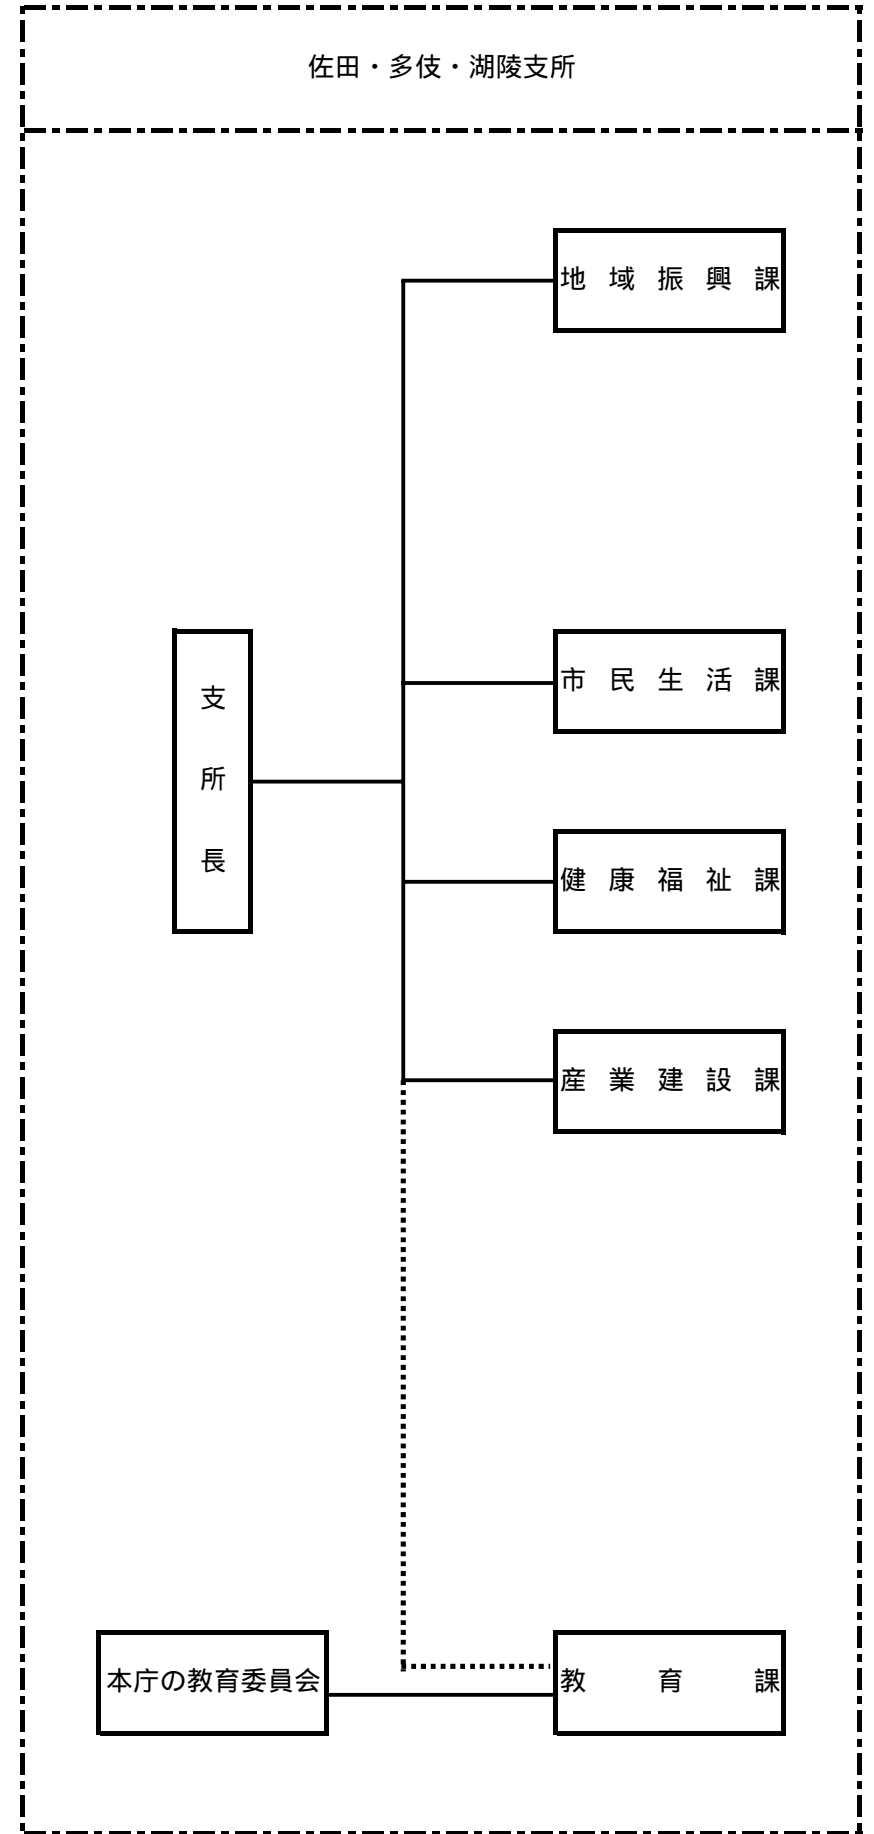 佐田・多伎・湖陵支所
地域振興課
支所長
市民生活課
健康福祉課
産業建設課
本庁の教育委員会
教育課